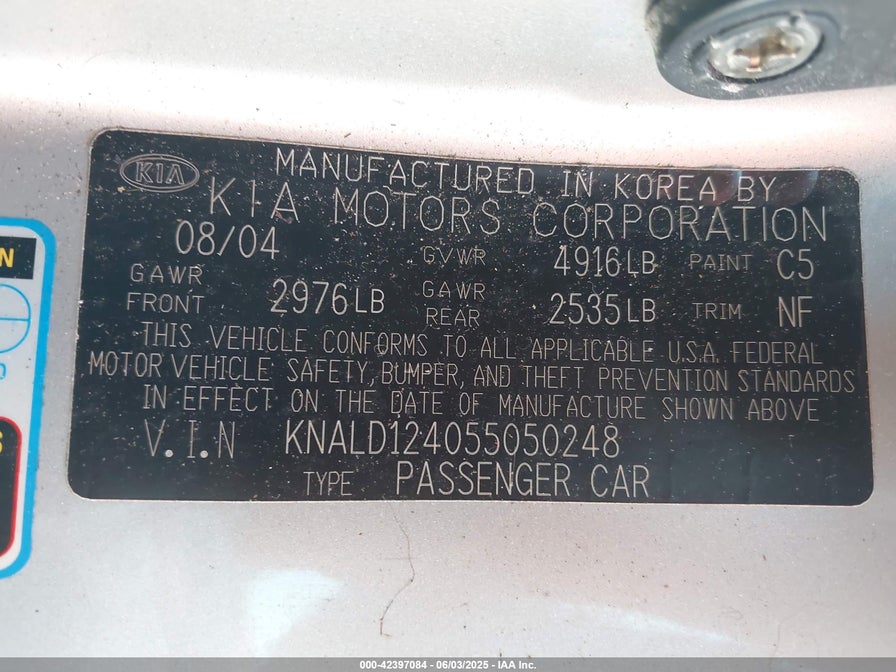 KIA
MANUFACTURED IN KOREA BY
KIA MOTORS CORPORATION
08/04 GVWR 4916LB PAINT C5
GAWR FRONT 2976LB GAWR REAR 2535LB TRIM NF
THIS VEHICLE CONFORMS TO ALL APPLICABLE U.S.A. FEDERAL
MOTOR VEHICLE SAFETY, BUMPER, AND THEFT PREVENTION STANDARDS
IN EFFECT ON THE DATE OF MANUFACTURE SHOWN ABOVE
V.I.N KNALD124055050248
TYPE PASSENGER CAR
N
S
000-42397084 | 06/03/2025 - IAA Inc.